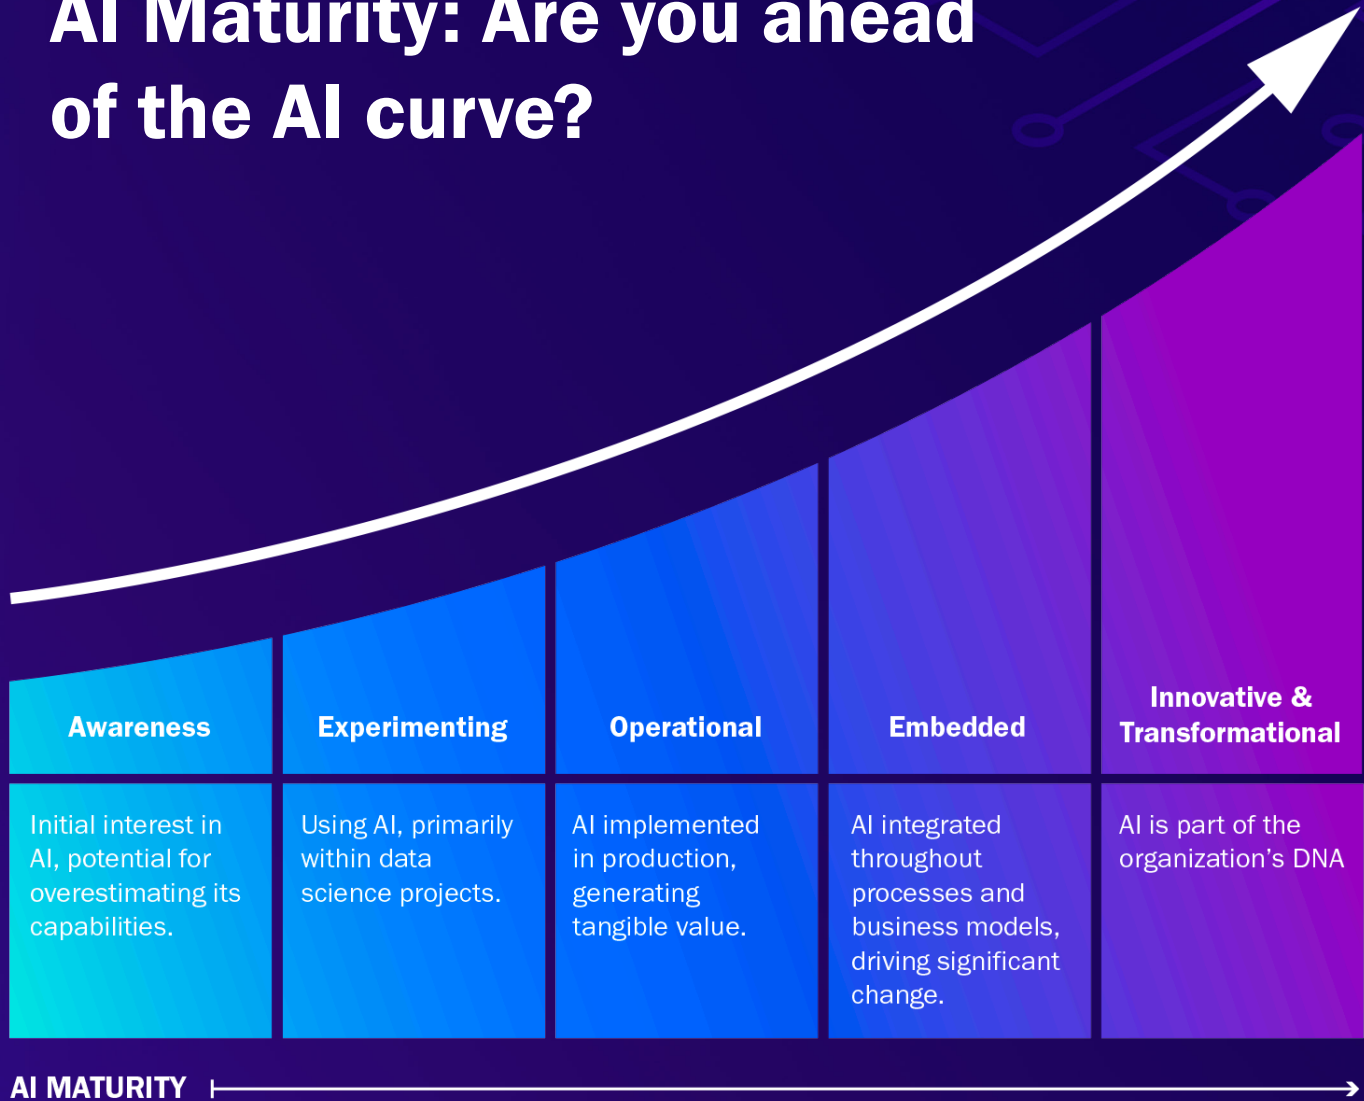 AI Maturity: Are you ahead
of the AI curve?
Awareness
Experimenting
Operational
Embedded
Innovative &
Transformational
Initial interest in
AI, potential for
overestimating its
capabilities.
Using AI, primarily
within data
science projects.
AI implemented
in production,
generating
tangible value.
AI integrated
throughout
processes and
business models,
driving significant
change.
AI is part of the
organization’s DNA
AI MATURITY